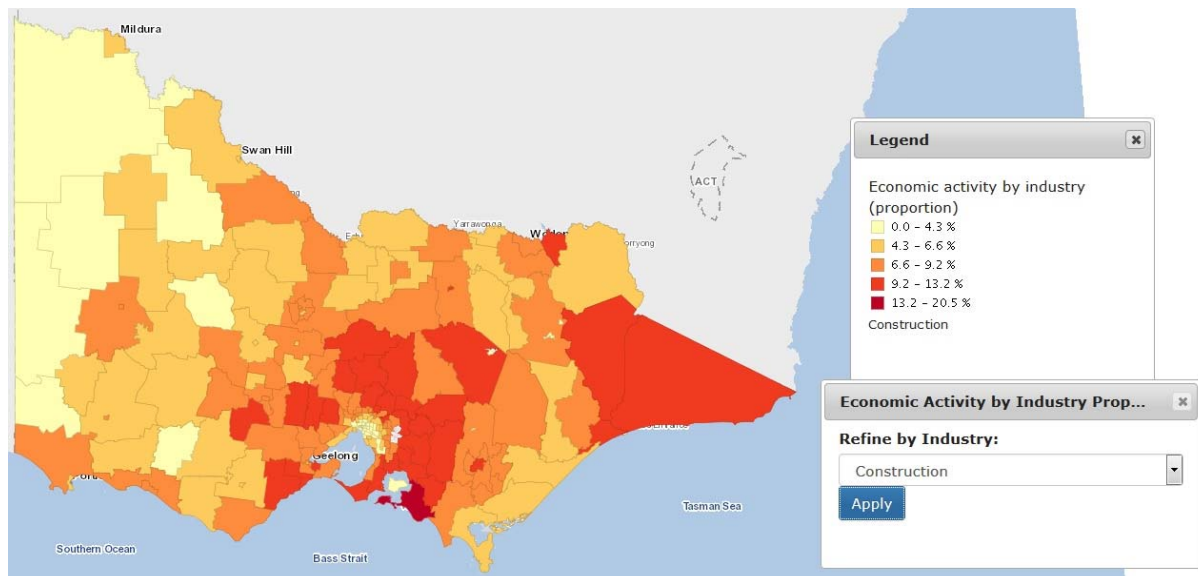 Mildura
Swan Hill
ACT
Yarrawonga
Geelong
Tasman Sea
Southern Ocean
Bass Strait
Legend
Economic activity by industry
(proportion)
0.0 – 4.3 %
4.3 – 6.6 %
6.6 – 9.2 %
9.2 – 13.2 %
13.2 – 20.5 %
Construction
Economic Activity by Industry Prop...
Refine by Industry:
Construction
Apply